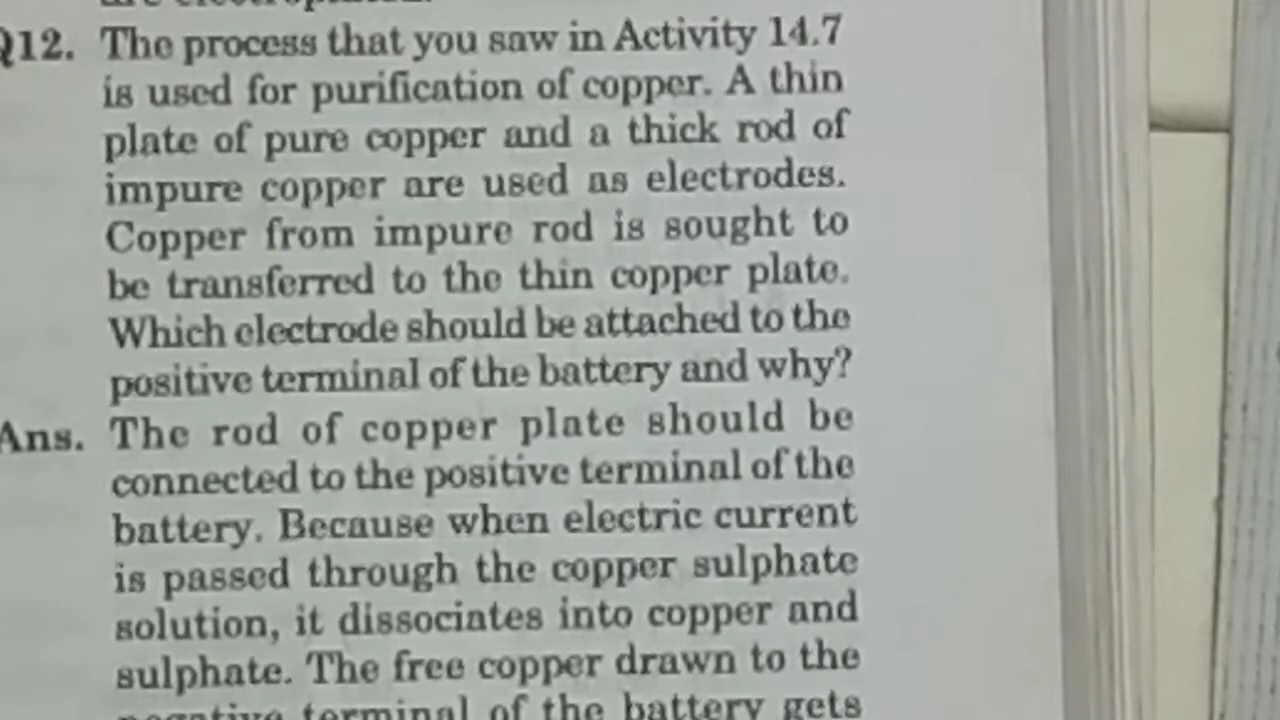 Q12. The process that you saw in Activity 14.7
is used for purification of copper. A thin
plate of pure copper and a thick rod of
impure copper are used as electrodes.
Copper from impure rod is sought to
be transferred to the thin copper plate.
Which electrode should be attached to the
positive terminal of the battery and why?
Ans. The rod of copper plate should be
connected to the positive terminal of the
battery. Because when electric current
is passed through the copper sulphate
solution, it dissociates into copper and
sulphate. The free copper drawn to the
negative terminal of the battery gets